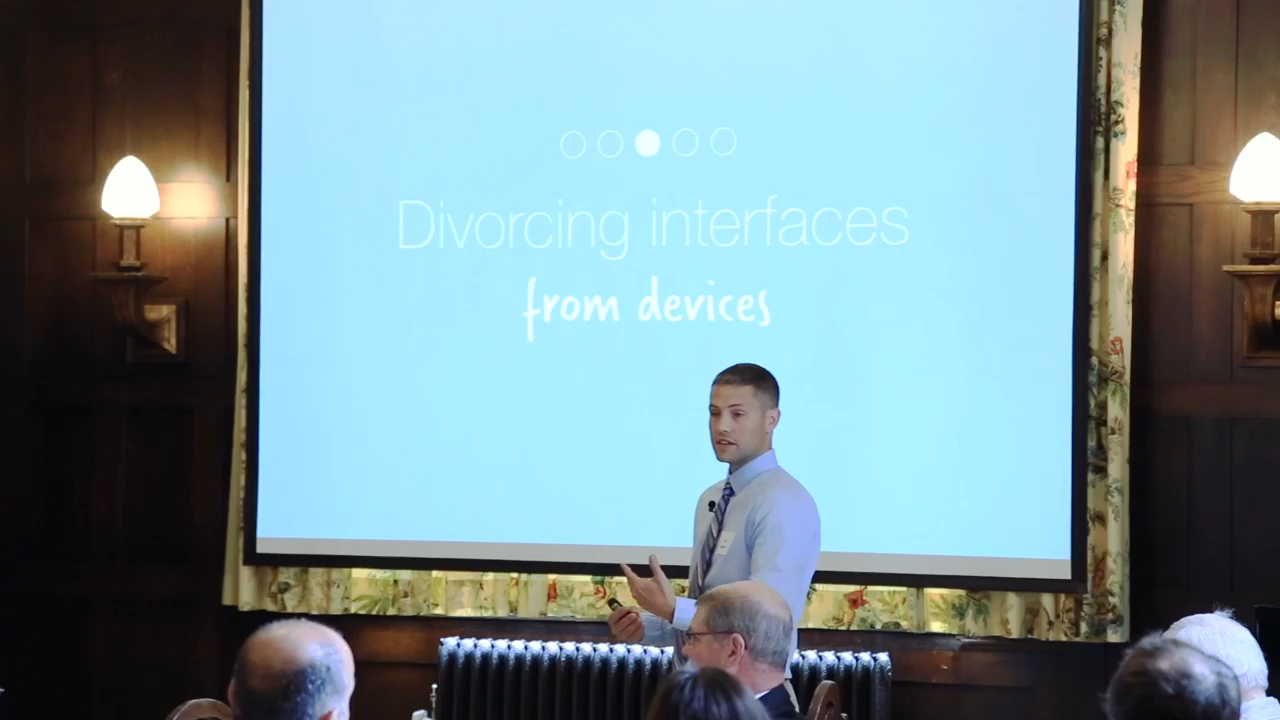 Divorcing interfaces
from devices